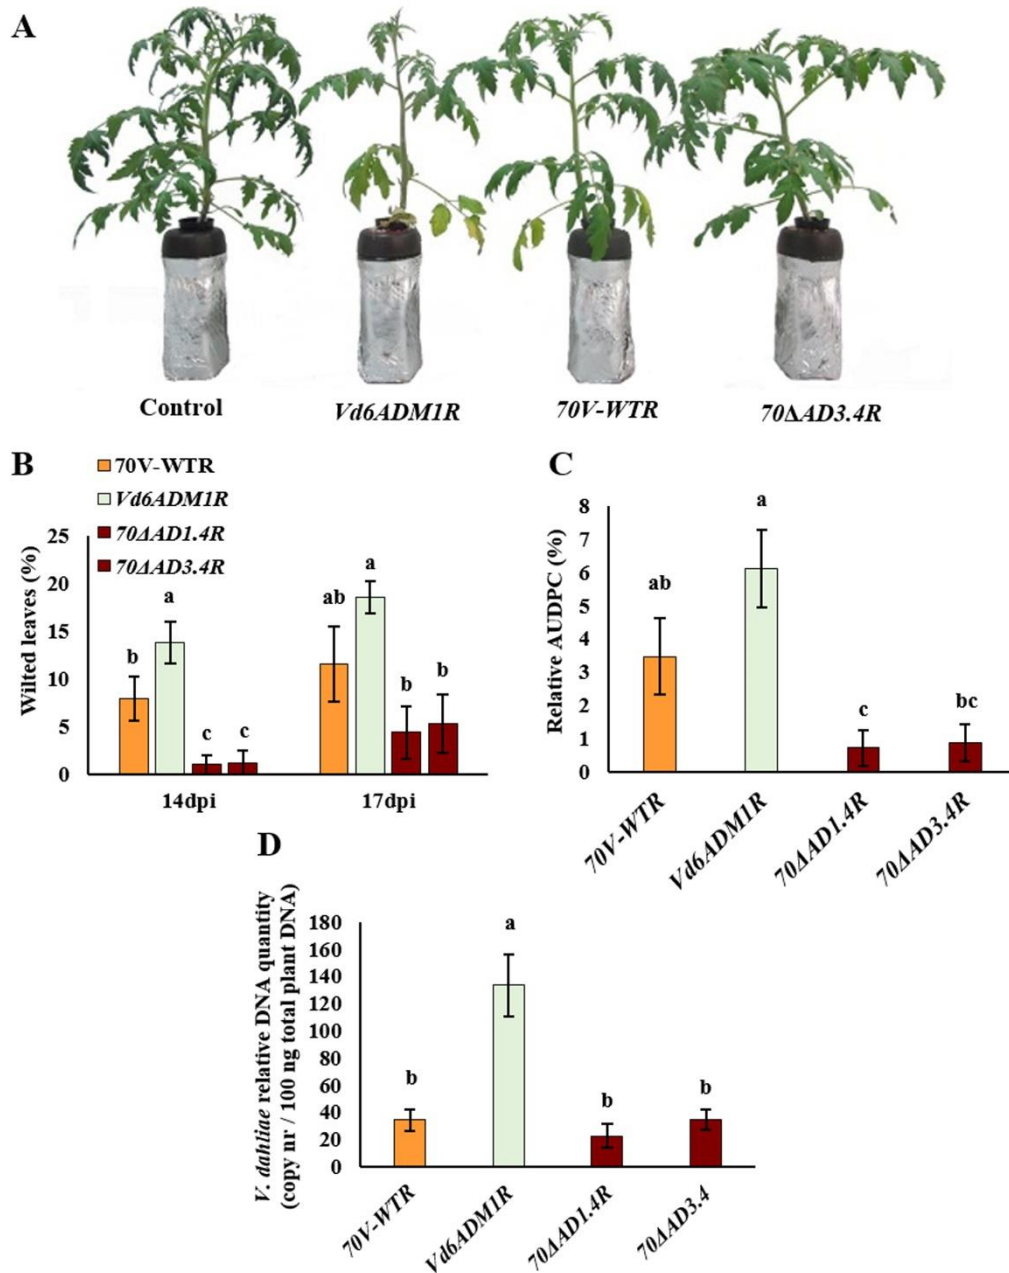 A
Control
Vd6ADM1R
70V-WTR
70ΔAD3.4R
B
70V-WTR
Vd6ADM1R
70ΔAD1.4R
70ΔAD3.4R
Wilted leaves (%)
25
20
15
10
5
0
b
a
c
c
ab
a
b
b
14dpi
17dpi
C
Relative AUDPC (%)
8
7
6
5
4
3
2
1
0
ab
a
c
bc
70V-WTR
Vd6ADM1R
70ΔAD1.4R
70ΔAD3.4R
D
V. dahliae relative DNA quantity
(copy nr / 100 ng total plant DNA)
180
160
140
120
100
80
60
40
20
0
b
a
b
b
70V-WTR
Vd6ADM1R
70ΔAD1.4R
70ΔAD3.4